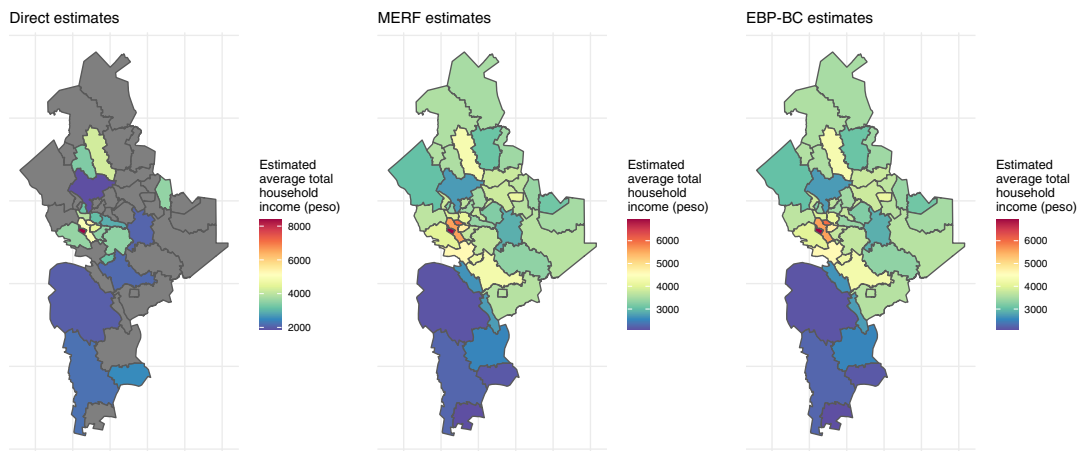 Direct estimates
Estimated
average total
household
income (peso)
8000
6000
4000
2000
MERF estimates
Estimated
average total
household
income (peso)
6000
5000
4000
3000
EBP-BC estimates
Estimated
average total
household
income (peso)
6000
5000
4000
3000